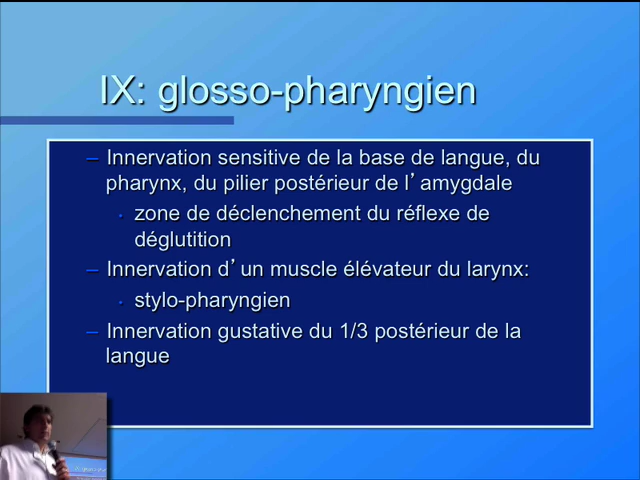 IX: glosso-pharyngien
– Innervation sensitive de la base de langue, du
pharynx, du pilier postérieur de l’amygdale
• zone de déclenchement du réflexe de
déglutition
– Innervation d’un muscle élévateur du larynx:
• stylo-pharyngien
– Innervation gustative du 1/3 postérieur de la
langue